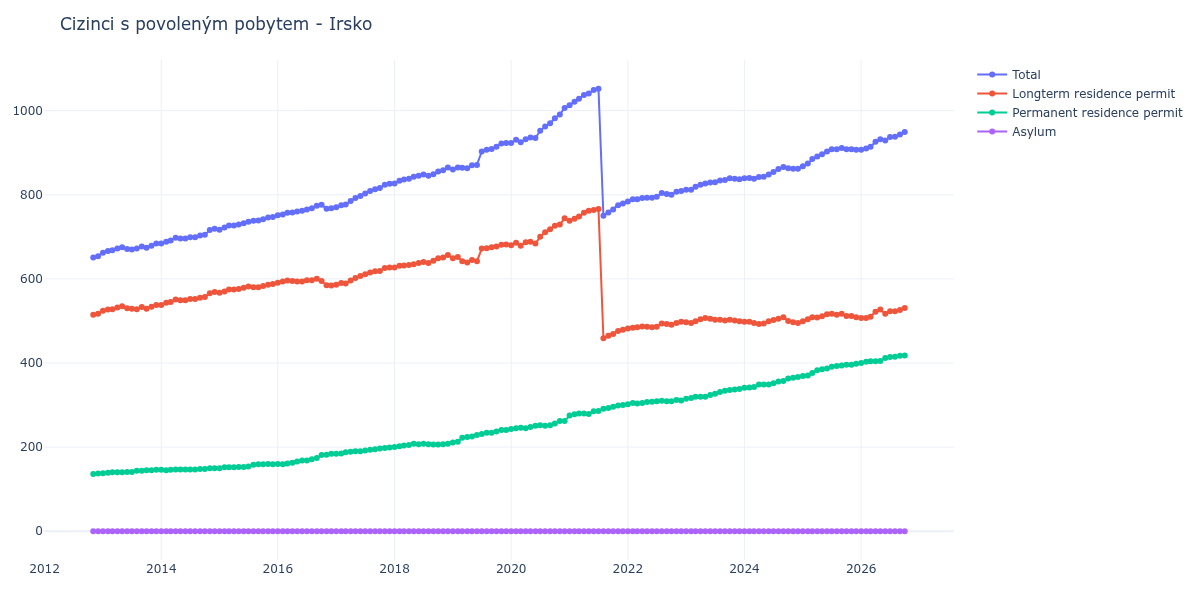 Cizinci s povoleným pobytem - Irsko
Total
Longterm residence permit
Permanent residence permit
Asylum
1000
800
600
400
200
0
2012
2014
2016
2018
2020
2022
2024
2026